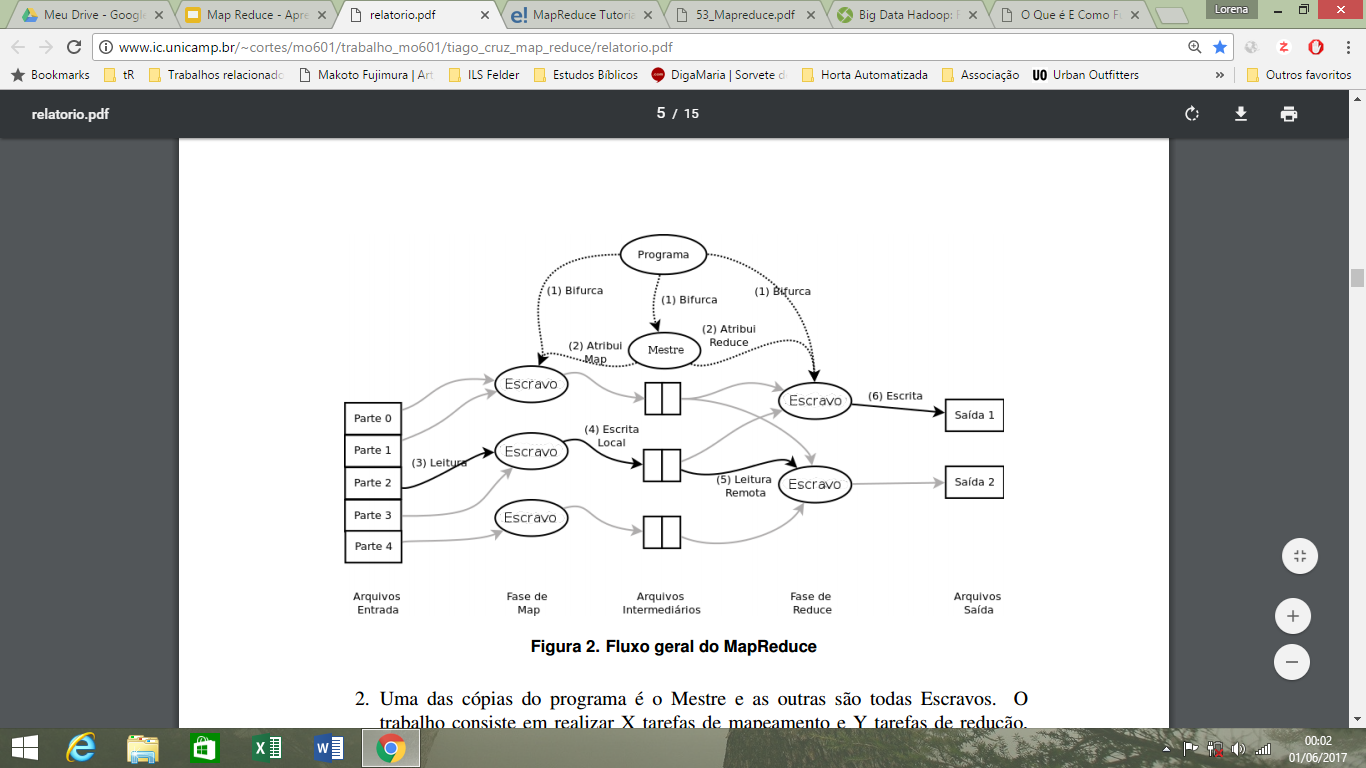 Meu Drive - Google
Map Reduce - Apre
relatorio.pdf
MapReduce Tutoria
53_Mapreduce.pdf
Big Data Hadoop: F
O Que é E Como F
Lorena
www.ic.unicamp.br/~cortes/mo601/trabalho_mo601/tiago_cruz_map_reduce/relatorio.pdf
Bookmarks
tR
Trabalhos relacionado
Makoto Fujimura | Art
ILS Felder
Estudos Bíblicos
DigaMaria | Sorvete d
Horta Automatizada
Associação
UO Urban Outfitters
»
Outros favoritos
relatorio.pdf
5 / 15
Programa
(1) Bifurca
(1) Bifurca
(1) Bifurca
(2) Atribui
Map
Mestre
(2) Atribui
Reduce
Escravo
Escravo
Escravo
Parte 0
Parte 1
Parte 2
Parte 3
Parte 4
(3) Leitura
(4) Escrita
Local
(5) Leitura
Remota
Escravo
Escravo
(6) Escrita
Saída 1
Saída 2
Arquivos
Entrada
Fase de
Map
Arquivos
Intermediários
Fase de
Reduce
Arquivos
Saída
Figura 2. Fluxo geral do MapReduce
2. Uma das cópias do programa é o Mestre e as outras são todas Escravos. O
trabalho consiste em realizar X tarefas de mapeamento e Y tarefas de redução.
00:02
01/06/2017